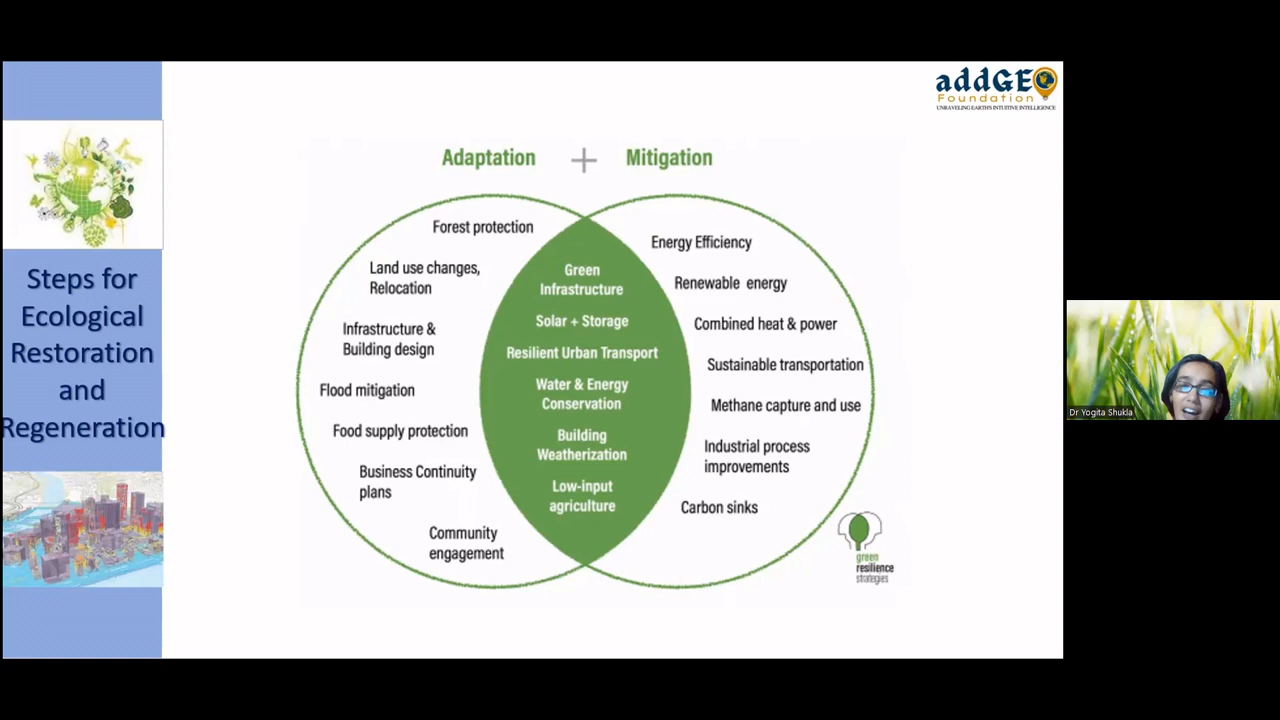 addGEO
Foundation
UNRAVELING EARTH'S INTUITIVE INTELLIGENCE
Steps for
Ecological
Restoration
and
Regeneration
Adaptation + Mitigation
Forest protection
Land use changes,
Relocation
Infrastructure &
Building design
Flood mitigation
Food supply protection
Business Continuity
plans
Community
engagement
Green
Infrastructure
Solar + Storage
Resilient Urban Transport
Water & Energy
Conservation
Building
Weatherization
Low-input
agriculture
Energy Efficiency
Renewable energy
Combined heat & power
Sustainable transportation
Methane capture and use
Industrial process
improvements
Carbon sinks
green
resilience
strategies
Dr Yogita Shukla